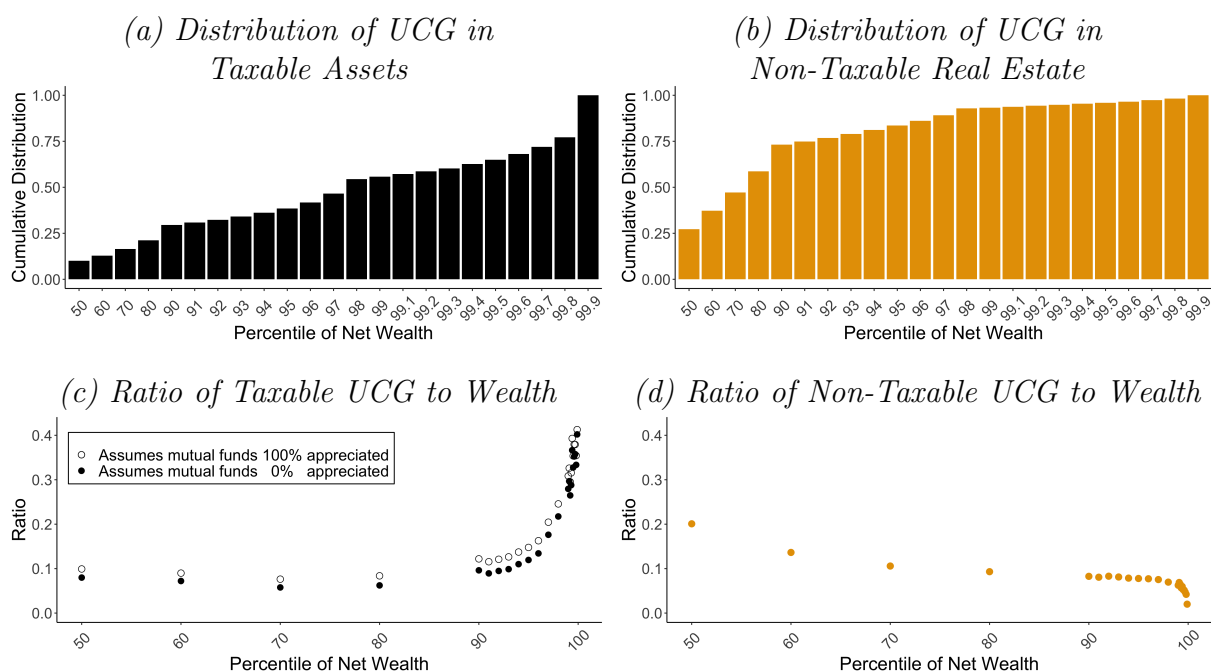 (a) Distribution of UCG in
Taxable Assets
Cumulative Distribution
1.00
0.75
0.50
0.25
0.00
50 60 70 80 90 91 92 93 94 95 96 97 98 99 99.1 99.2 99.3 99.4 99.5 99.6 99.7 99.8 99.9
Percentile of Net Wealth
(b) Distribution of UCG in
Non-Taxable Real Estate
Cumulative Distribution
1.00
0.75
0.50
0.25
0.00
50 60 70 80 90 91 92 93 94 95 96 97 98 99 99.1 99.2 99.3 99.4 99.5 99.6 99.7 99.8 99.9
Percentile of Net Wealth
(c) Ratio of Taxable UCG to Wealth
Ratio
0.4
0.3
0.2
0.1
0.0
Assumes mutual funds 100% appreciated
Assumes mutual funds 0% appreciated
50 60 70 80 90 100
Percentile of Net Wealth
(d) Ratio of Non-Taxable UCG to Wealth
Ratio
0.4
0.3
0.2
0.1
0.0
50 60 70 80 90 100
Percentile of Net Wealth